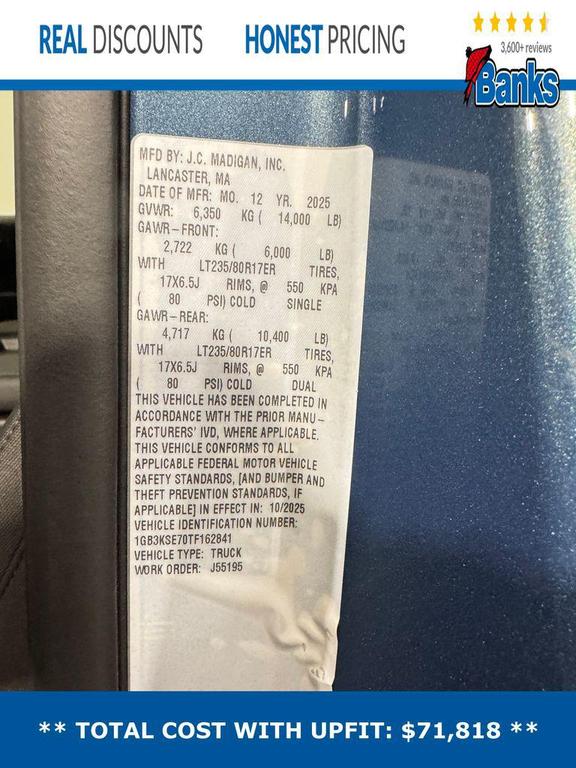 REAL DISCOUNTS
HONEST PRICING
3,600+ reviews
Banks
MFD BY: J.C. MADIGAN, INC.
LANCASTER, MA
DATE OF MFR: MO. 12 YR. 2025
GVWR: 6,350 KG ( 14,000 LB)
GAWR-FRONT:
2,722 KG ( 6,000 LB)
WITH LT235/80R17ER TIRES,
17X6.5J RIMS, @ 550 KPA
( 80 PSI) COLD SINGLE
GAWR-REAR:
4,717 KG ( 10,400 LB)
WITH LT235/80R17ER TIRES,
17X6.5J RIMS, @ 550 KPA
( 80 PSI) COLD DUAL
THIS VEHICLE HAS BEEN COMPLETED IN
ACCORDANCE WITH THE PRIOR MANU-
FACTURERS' IVD, WHERE APPLICABLE.
THIS VEHICLE CONFORMS TO ALL
APPLICABLE FEDERAL MOTOR VEHICLE
SAFETY STANDARDS, [AND BUMPER AND
THEFT PREVENTION STANDARDS, IF
APPLICABLE] IN EFFECT IN: 10/2025
VEHICLE IDENTIFICATION NUMBER:
1GB3KSE70TF162841
VEHICLE TYPE: TRUCK
WORK ORDER: J55195
** TOTAL COST WITH UPFIT: $71,818 **